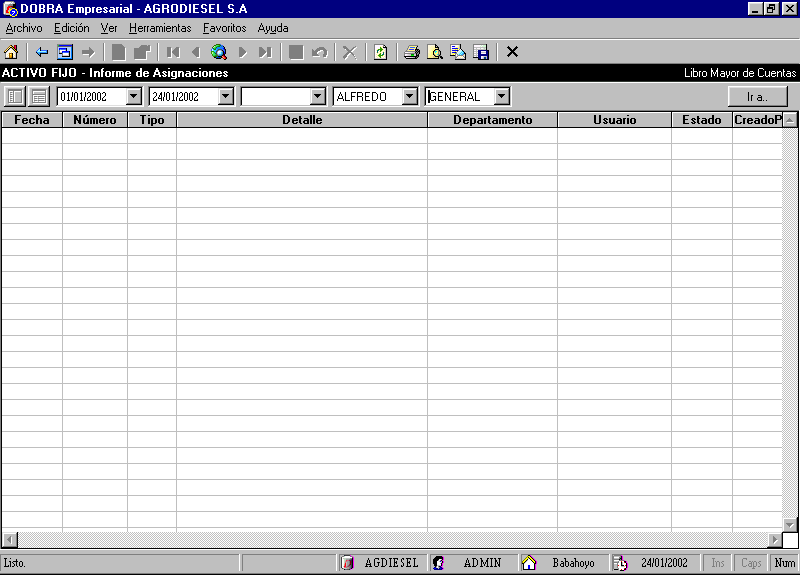 DOBRA Empresarial - AGRODIESEL S.A
Archivo Edición Ver Herramientas Favoritos Ayuda
ACTIVO FIJO - Informe de Asignaciones Libro Mayor de Cuentas
01/01/2002 24/01/2002 ALFREDO GENERAL Ir a..
Fecha Número Tipo Detalle Departamento Usuario Estado CreadoP
Listo. AGDIESEL ADMIN Babahoyo 24/01/2002 Ins Caps Num